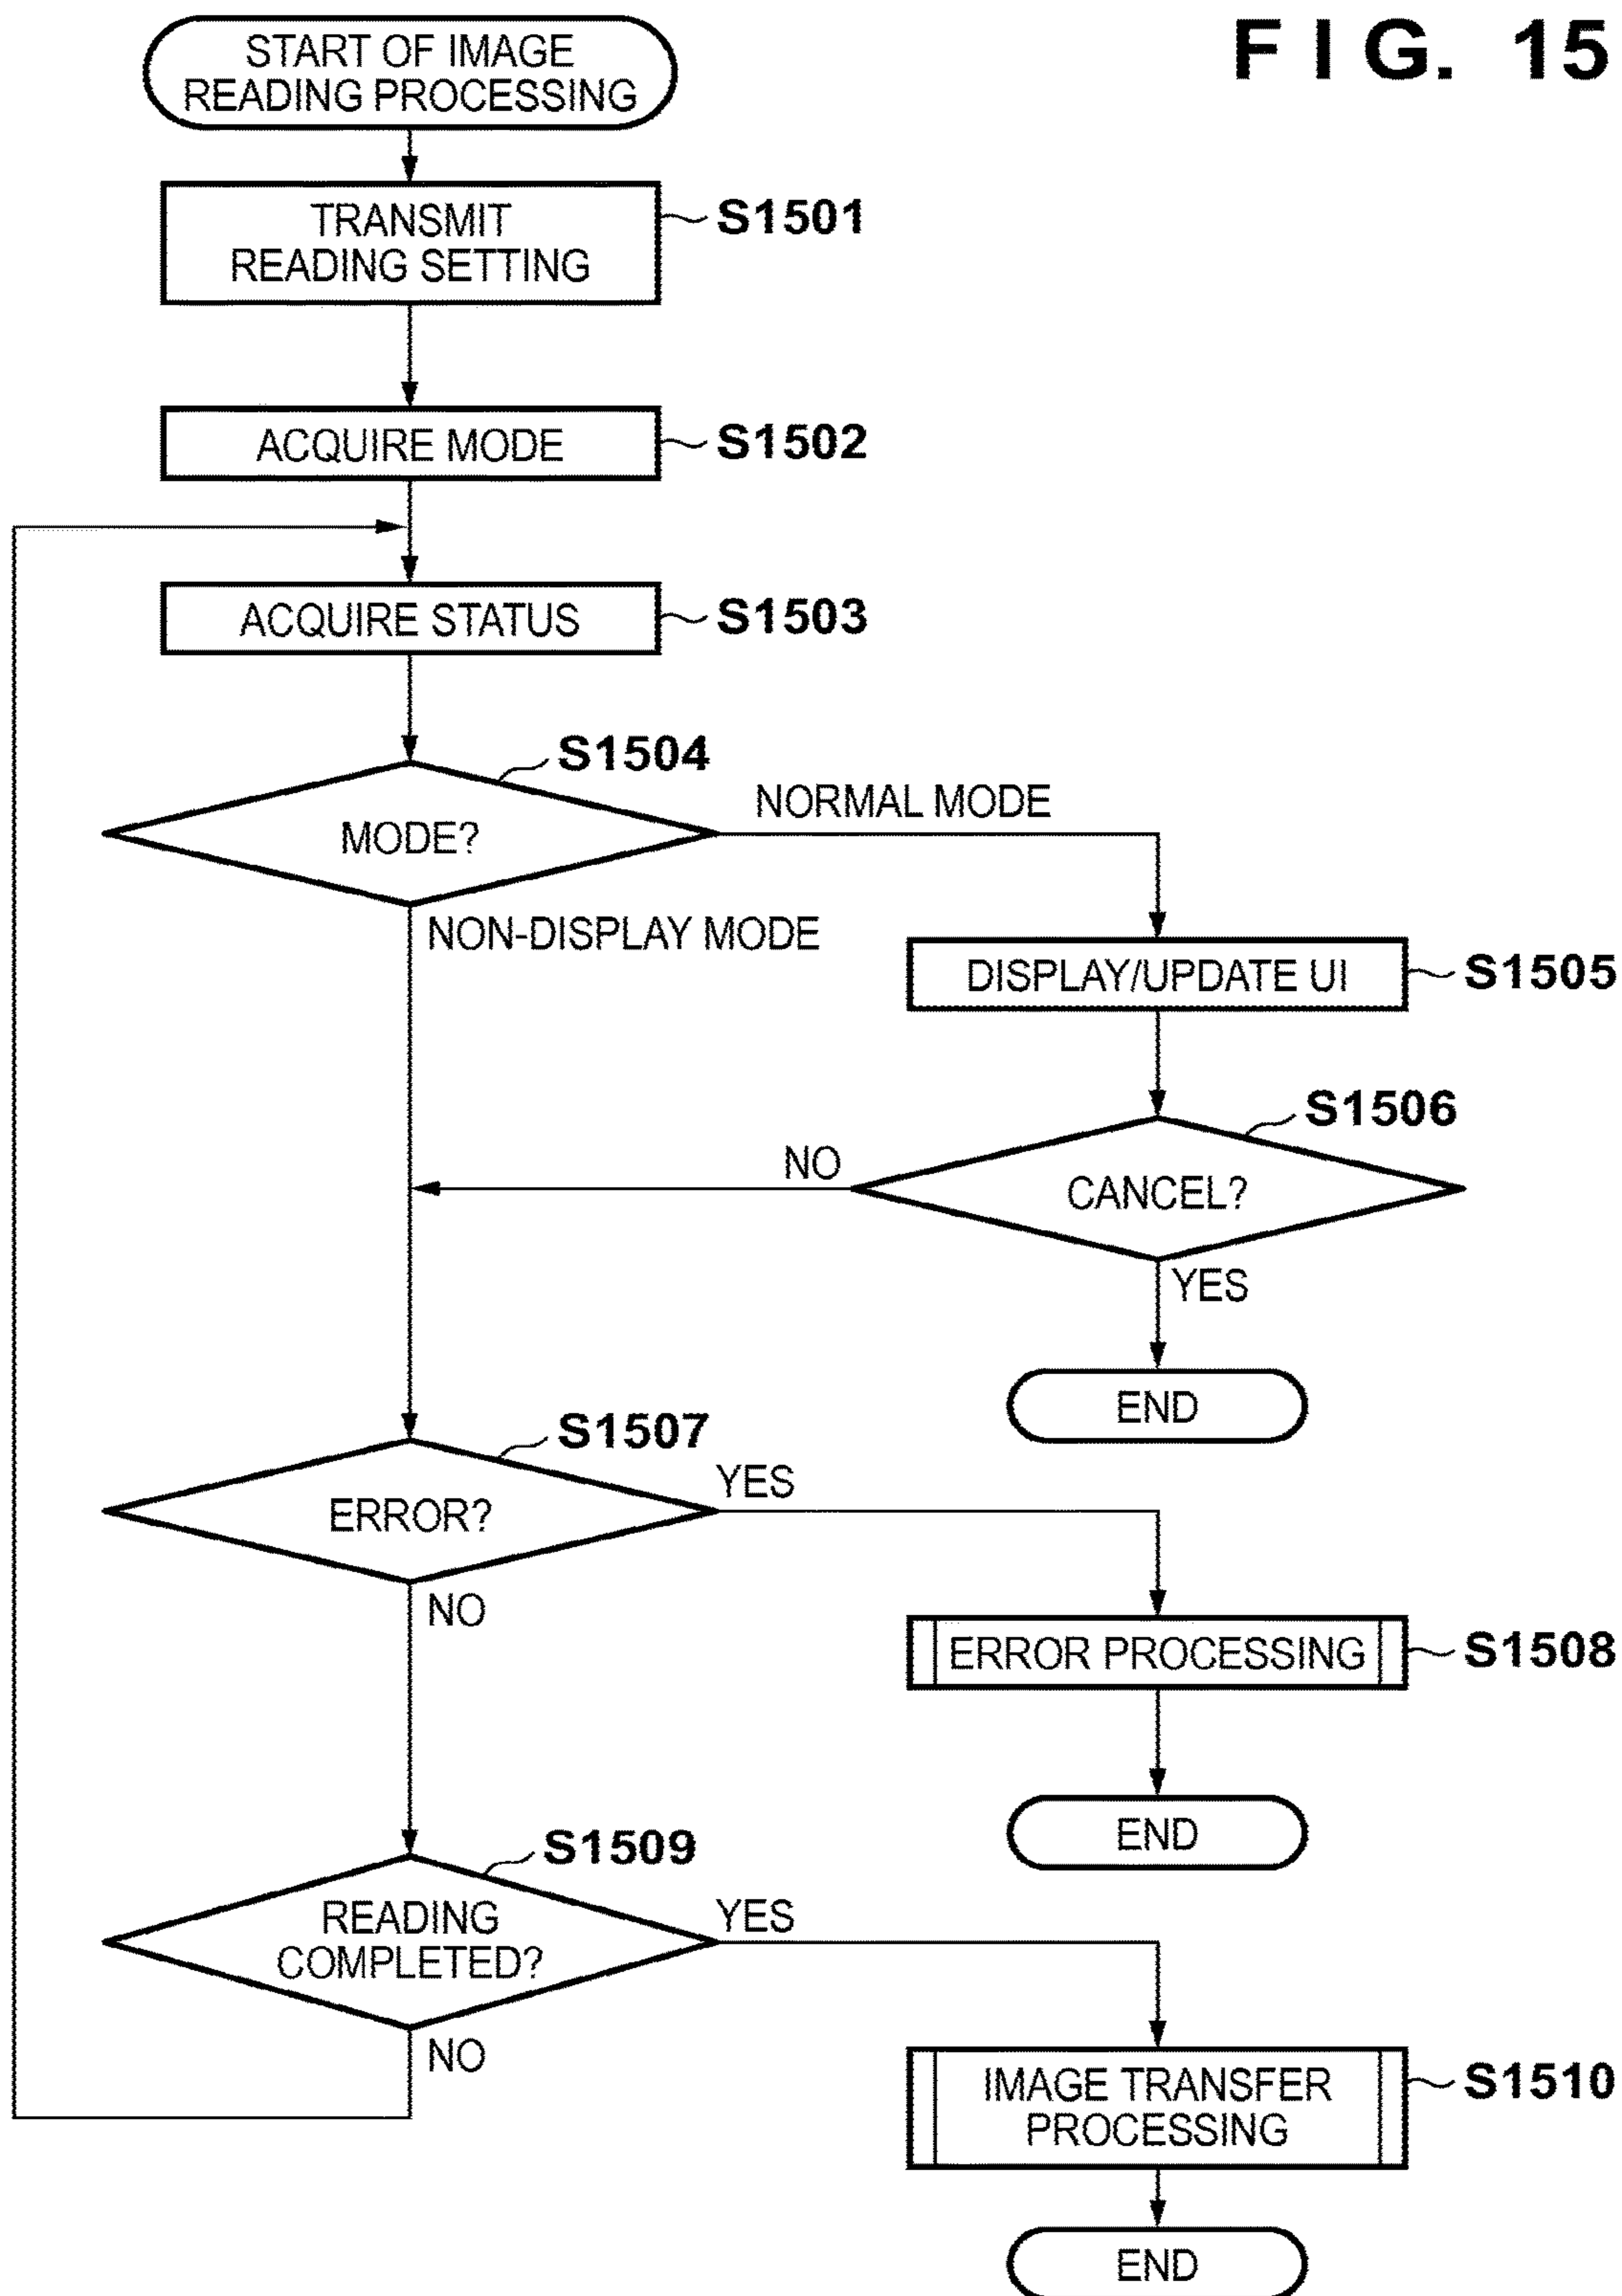 FIG. 15
START OF IMAGE
READING PROCESSING
TRANSMIT
READING SETTING
S1501
ACQUIRE MODE
S1502
ACQUIRE STATUS
S1503
S1504
MODE?
NORMAL MODE
NON-DISPLAY MODE
DISPLAY/UPDATE UI
S1505
S1506
CANCEL?
NO
YES
END
S1507
ERROR?
YES
NO
ERROR PROCESSING
S1508
END
S1509
READING
COMPLETED?
YES
NO
IMAGE TRANSFER
PROCESSING
S1510
END